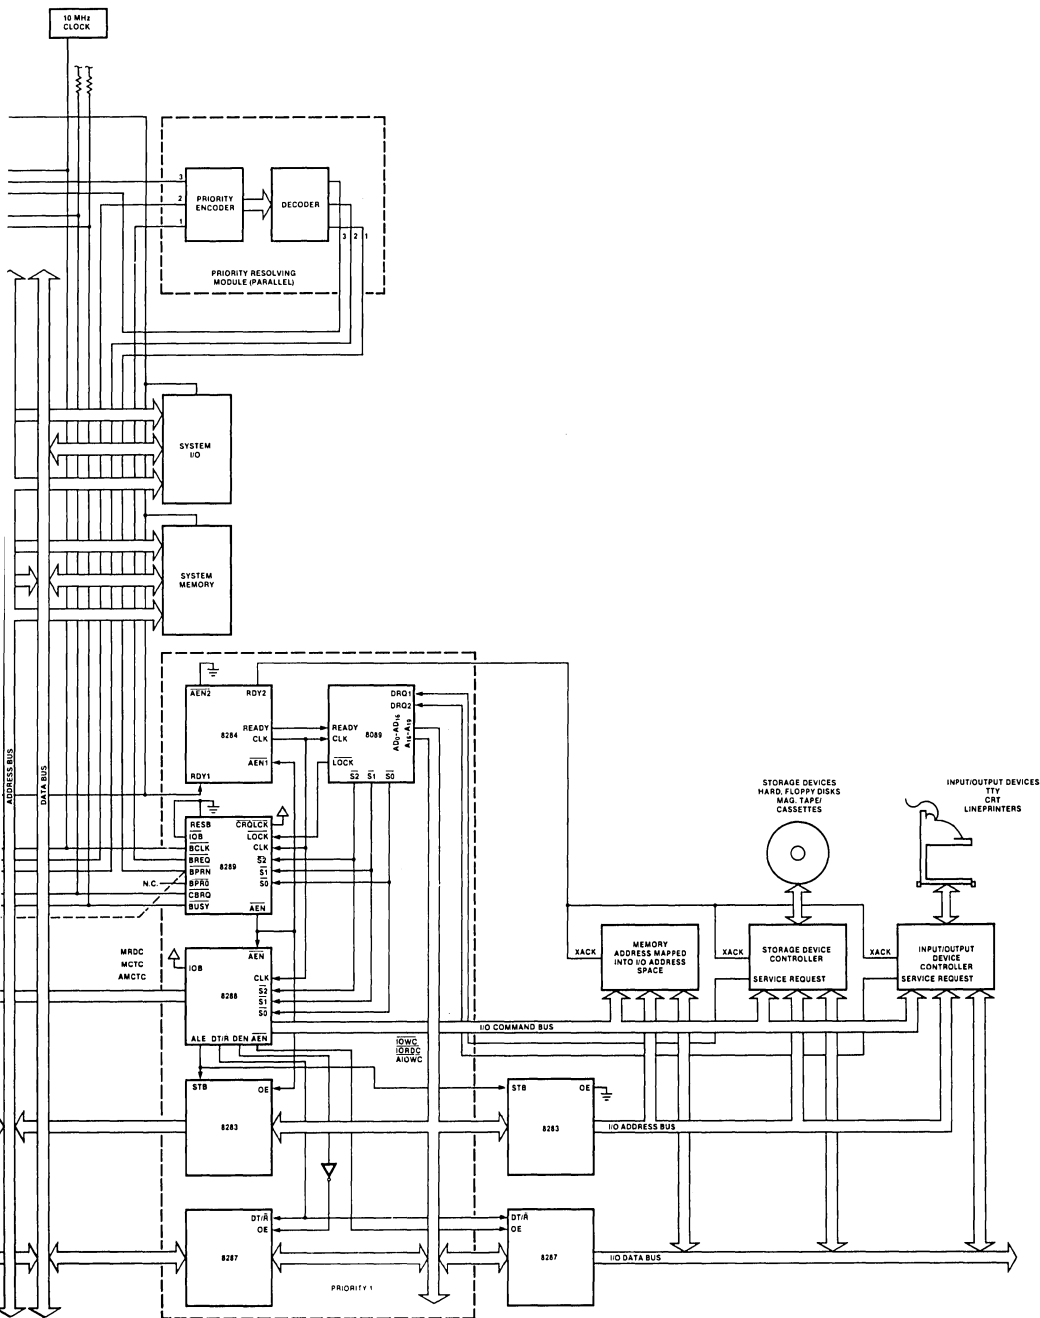 10 MHz
CLOCK
3
PRIORITY
ENCODER
DECODER
2
1
3 2 1
PRIORITY RESOLVING
MODULE (PARALLEL)
SYSTEM
I/O
SYSTEM
MEMORY
ADDRESS BUS
DATA BUS
AEN2 RDY2
READY
8284 CLK
AEN1
RDY1
DRQ1
DRQ2
READY
8089
CLK
AD0-AD16
A16-A19
LOCK
S2 S1 S0
RESB CRQLCK
IOB LOCK
BCLK CLK
BREQ S2
8289
BPRN S1
N.C. BPRO S0
CBRQ
BUSY AEN
STORAGE DEVICES
HARD, FLOPPY DISKS
MAG. TAPE/
CASSETTES
INPUT/OUTPUT DEVICES
TTY
CRT
LINEPRINTERS
MRDC
MCTC
AMCTC
AEN
IOB
CLK
8288 S2
S1
S0
ALE DT/R DEN AEN
XACK
MEMORY
ADDRESS MAPPED
INTO I/O ADDRESS
SPACE
XACK
STORAGE DEVICE
CONTROLLER
SERVICE REQUEST
XACK
INPUT/OUTPUT
DEVICE
CONTROLLER
SERVICE REQUEST
I/O COMMAND BUS
IOWC
IORDC
AIOWC
STB OE
8283
STB OE
8283
I/O ADDRESS BUS
DT/R
OE
8287
DT/R
OE
8287
I/O DATA BUS
PRIORITY 1